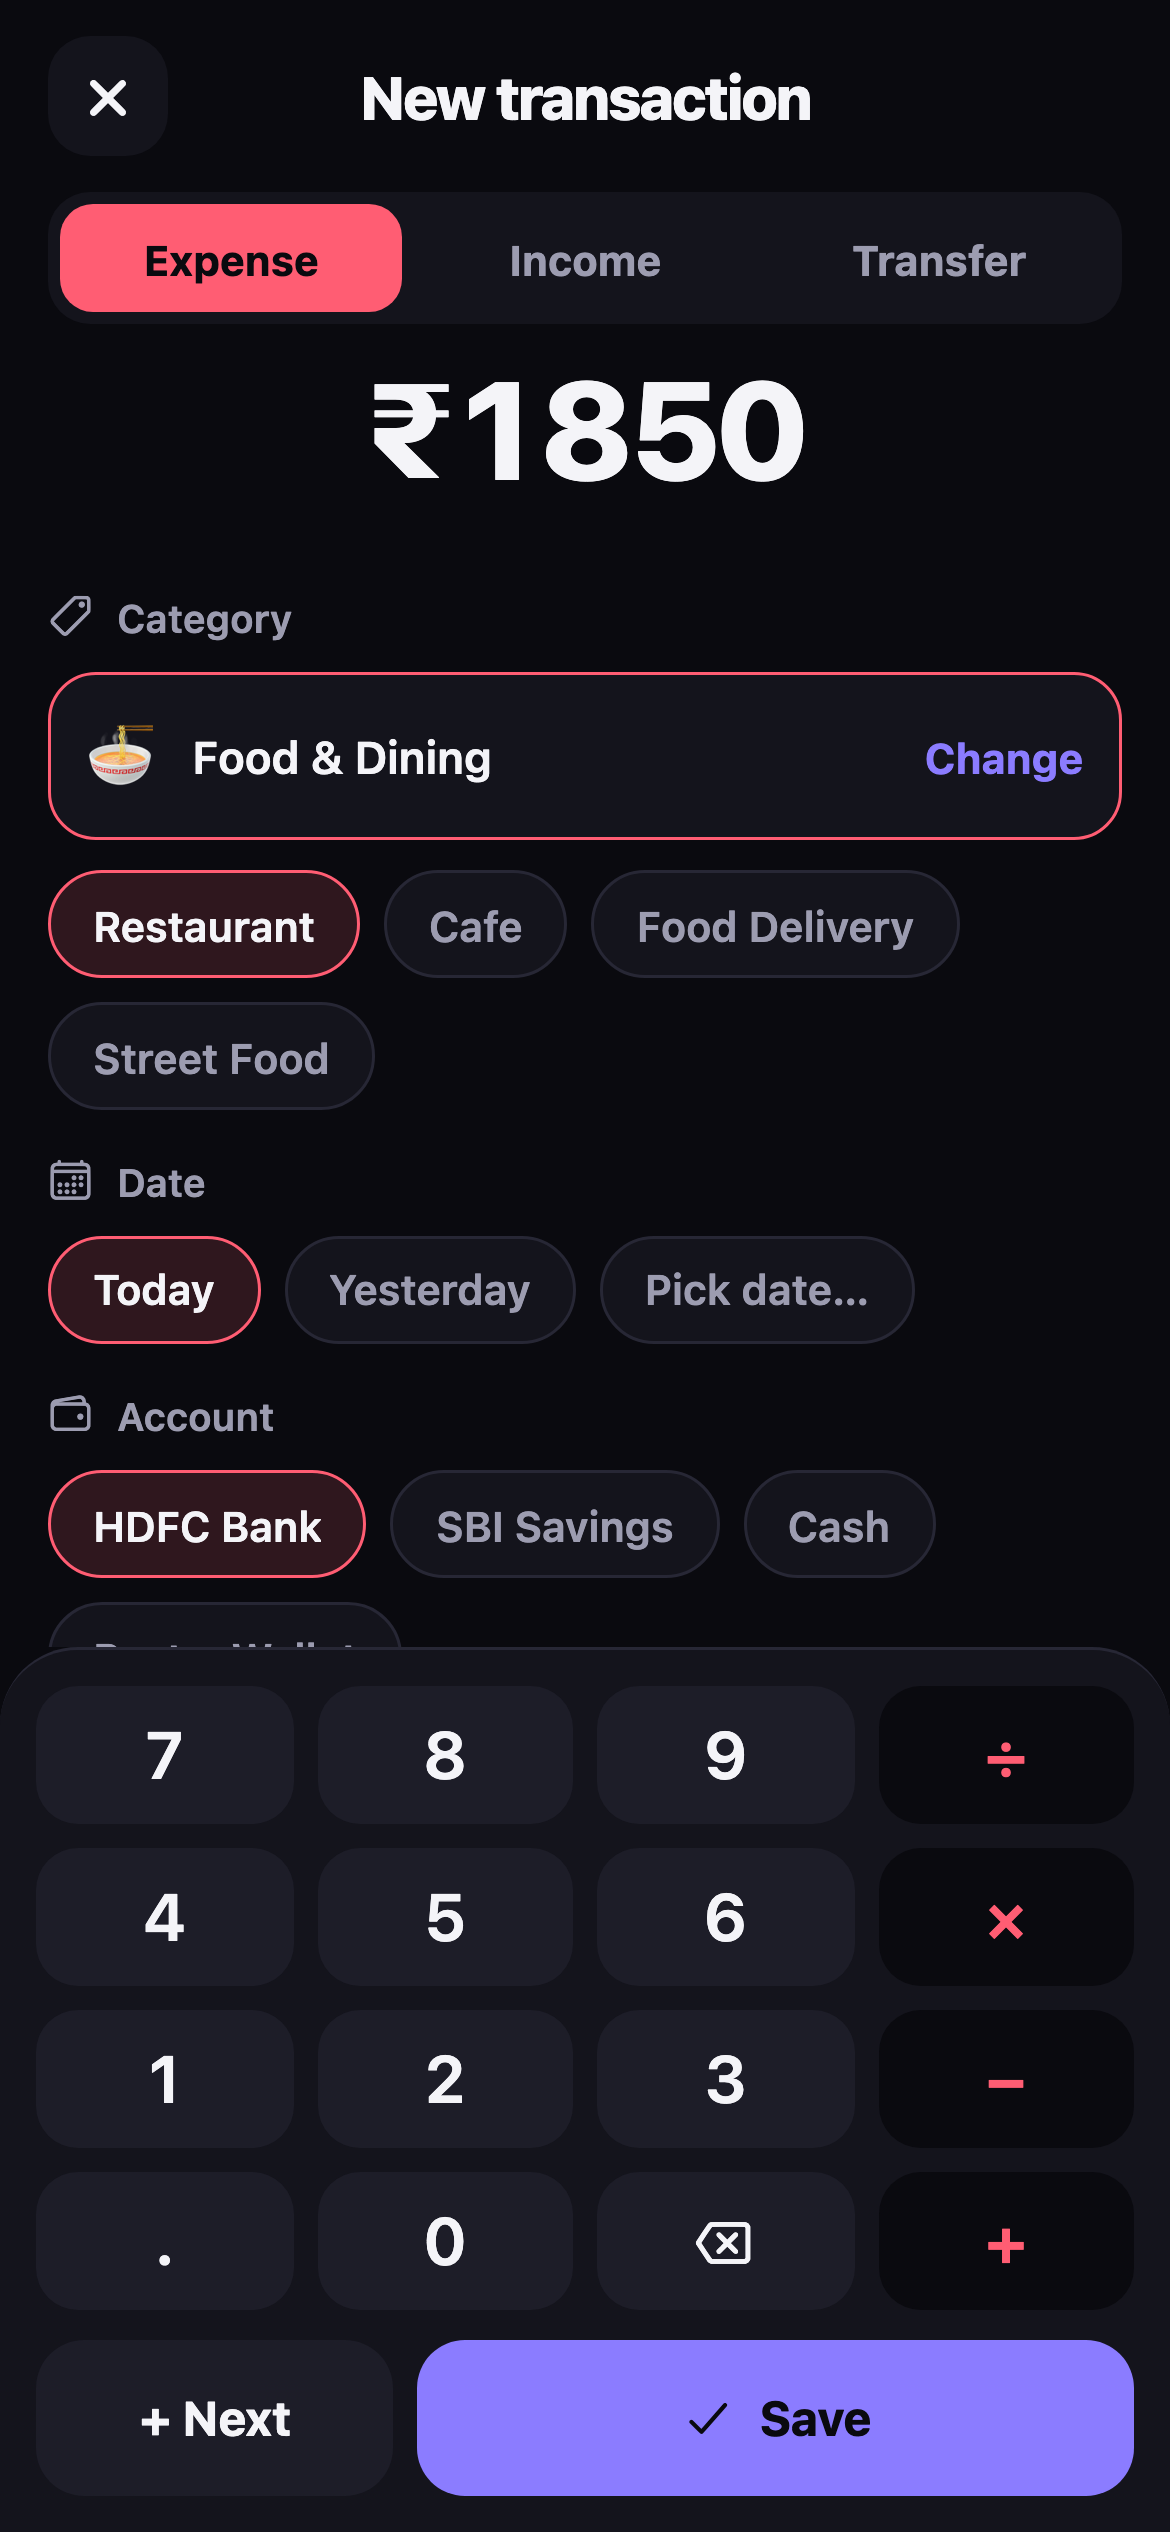 New transaction
Expense Income Transfer
₹1850
Category
Food & Dining Change
Restaurant Cafe Food Delivery
Street Food
Date
Today Yesterday Pick date...
Account
HDFC Bank SBI Savings Cash
7 8 9 ÷
4 5 6 ×
1 2 3 −
. 0 +
+ Next Save